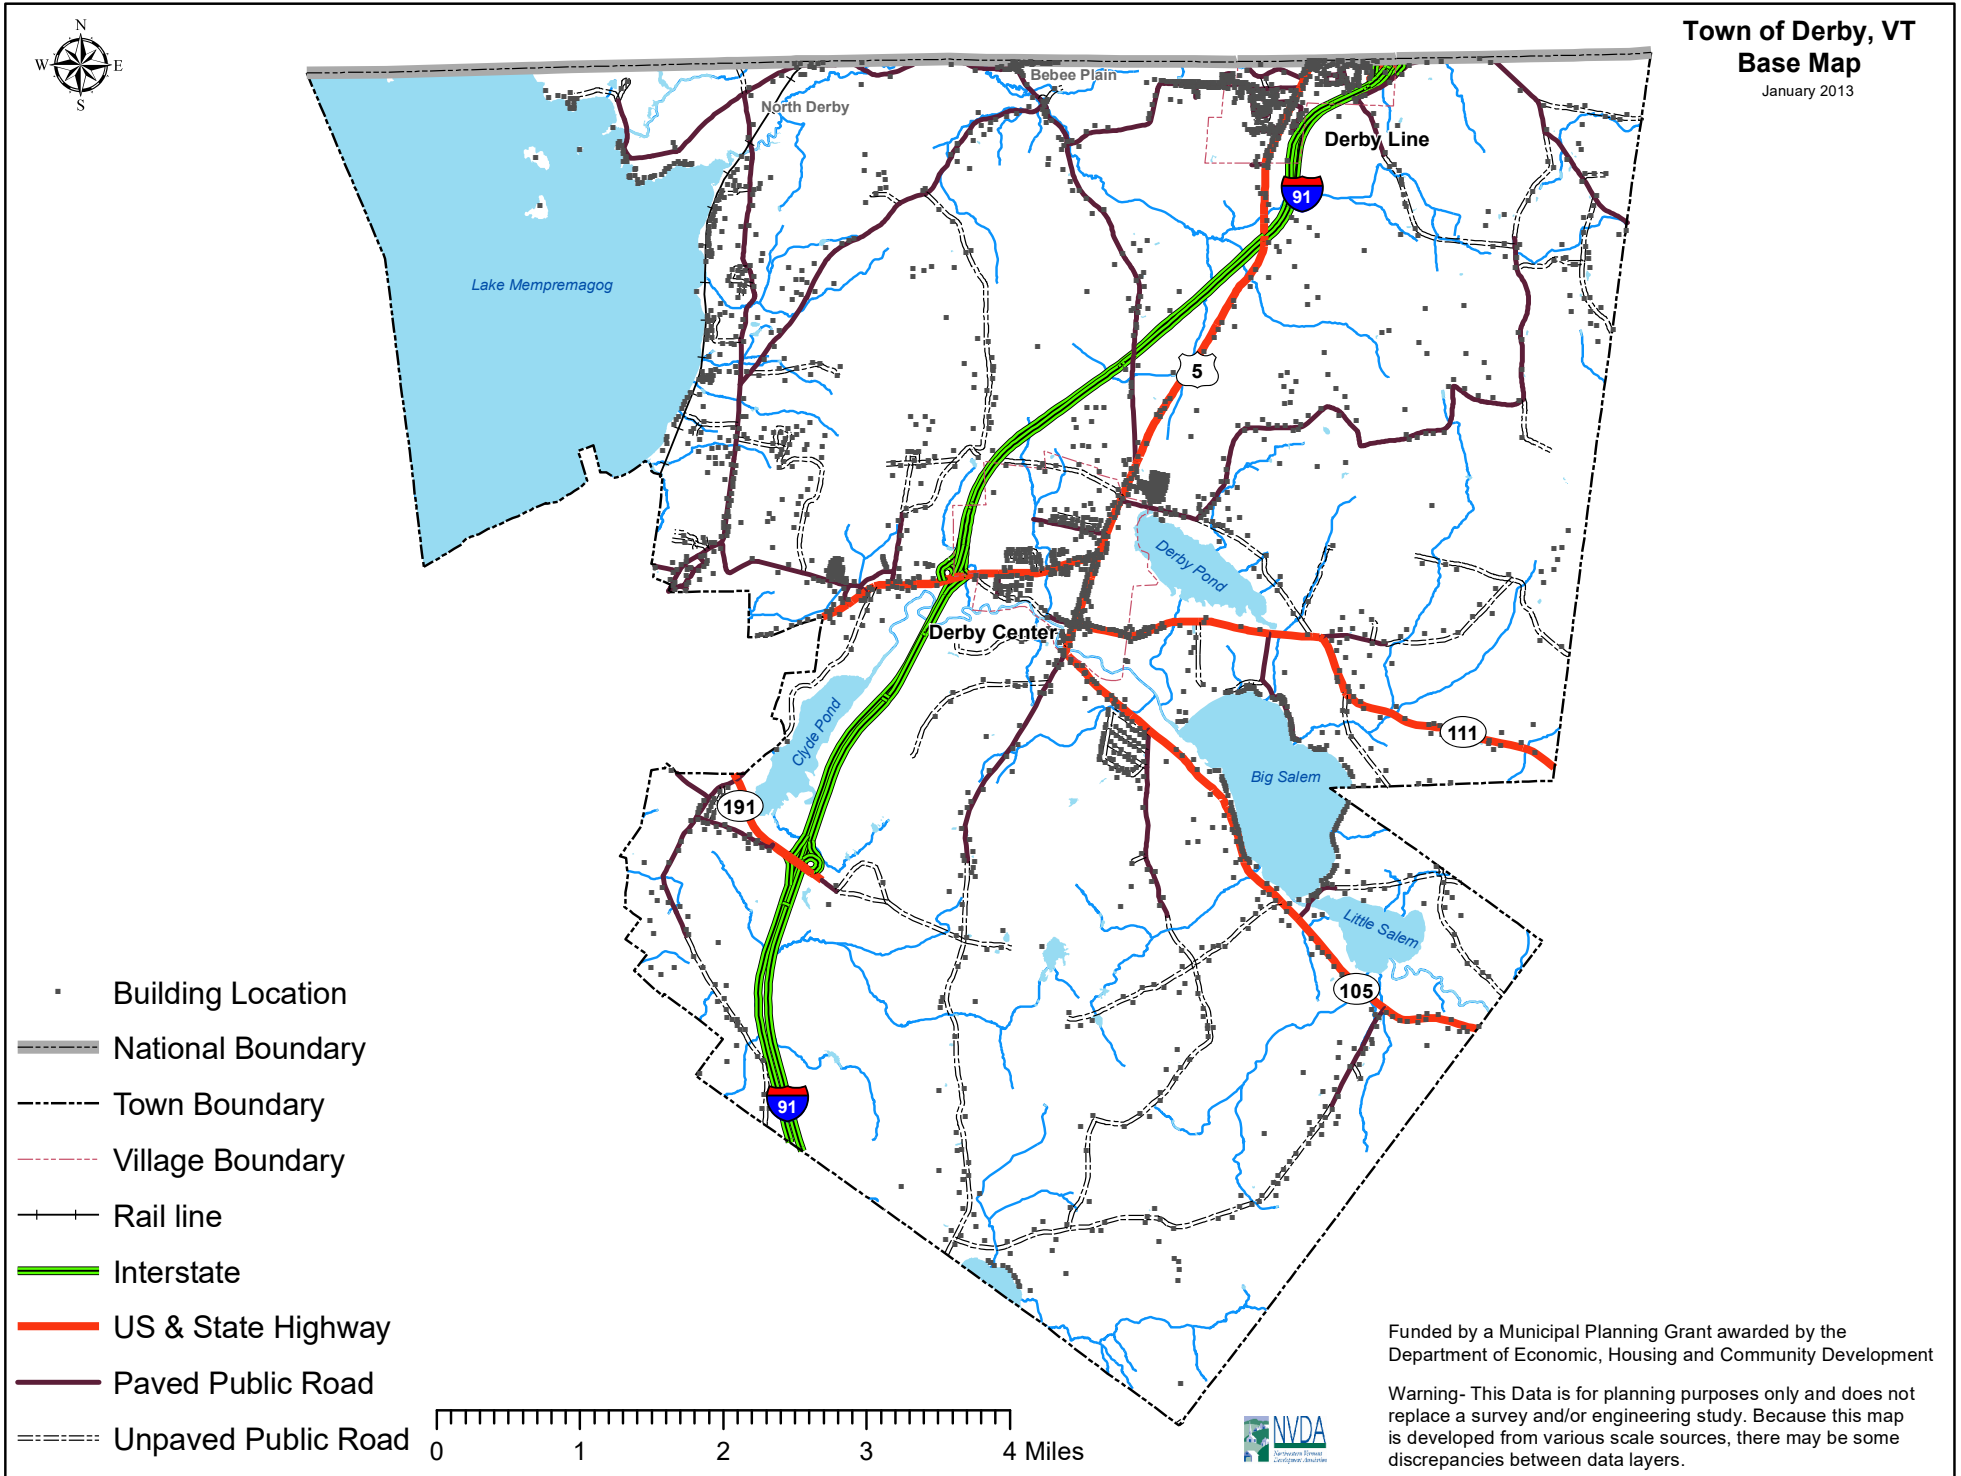 Town of Derby, VT
Base Map
January 2013
N
W E
S
Bebee Plain
North Derby
Derby Line
91
Lake Mempremagog
5
Derby Pond
Derby Center
Clyde Pond
111
Big Salem
191
Little Salem
105
91
Building Location
National Boundary
Town Boundary
Village Boundary
Rail line
Interstate
US & State Highway
Paved Public Road
Unpaved Public Road
0 1 2 3 4 Miles
NVDA
Northeastern Vermont
Development Association
Funded by a Municipal Planning Grant awarded by the
Department of Economic, Housing and Community Development
Warning- This Data is for planning purposes only and does not
replace a survey and/or engineering study. Because this map
is developed from various scale sources, there may be some
discrepancies between data layers.